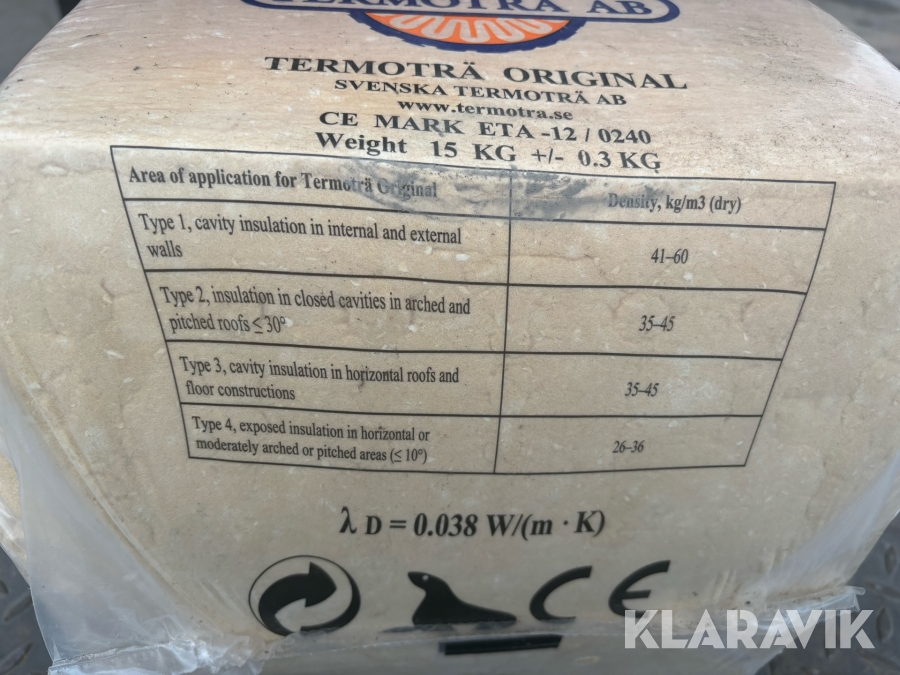 TERMOTRÄ AB
TERMOTRÄ ORIGINAL
SVENSKA TERMOTRÄ AB
www.termotra.se
CE MARK ETA -12 / 0240
Weight 15 KG +/- 0.3 KG
Area of application for Termoträ Original
Density, kg/m3 (dry)
Type 1, cavity insulation in internal and external
walls
41–60
Type 2, insulation in closed cavities in arched and
pitched roofs ≤ 30°
35–45
Type 3, cavity insulation in horizontal roofs and
floor constructions
35–45
Type 4, exposed insulation in horizontal or
moderately arched or pitched areas (≤ 10°)
26–36
λ D = 0.038 W/(m · K)
CE
KLARAVIK